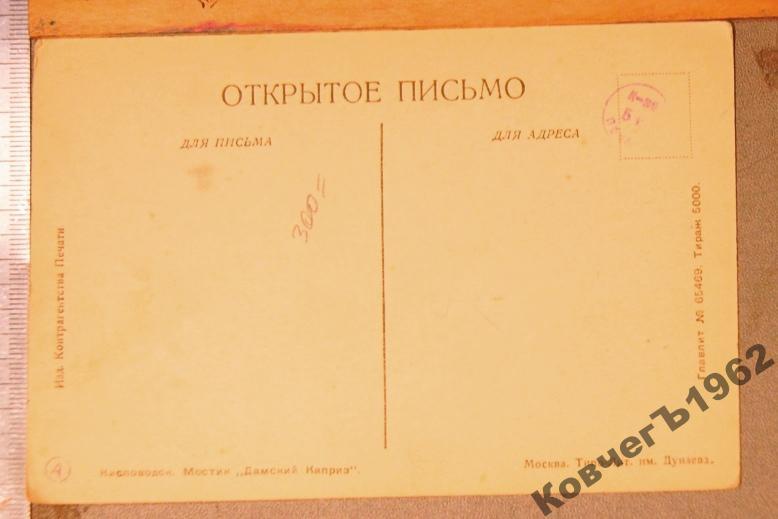 ОТКРЫТОЕ ПИСЬМО
ДЛЯ ПИСЬМА
ДЛЯ АДРЕСА
300=
Изд. Контрагентства Печати
Главлит № 65469. Тираж 5000.
Кисловодск. Мостик „Дамский Каприз".
Москва. им. Дунаева.
КовчегЪ1962